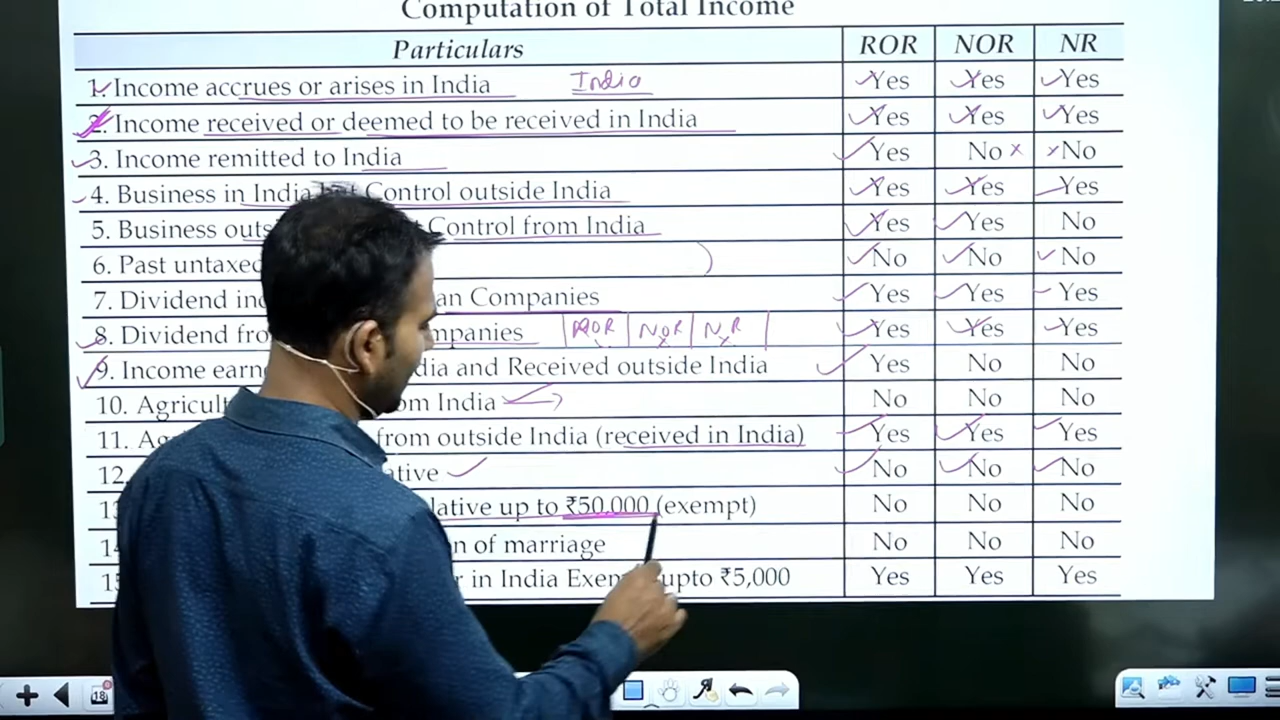 Computation of Total Income
Particulars ROR NOR NR
1. Income accrues or arises in India India Yes Yes Yes
2. Income received or deemed to be received in India Yes Yes Yes
3. Income remitted to India Yes No × × No
4. Business in India but Control outside India Yes Yes Yes
5. Business outs Control from India Yes Yes No
6. Past untaxed No No No
7. Dividend in an Companies Yes Yes Yes
8. Dividend fro mpanies ROR NOR NR Yes Yes Yes
9. Income earn dia and Received outside India Yes No No
10. Agricult om India No No No
11. Ag from outside India (received in India) Yes Yes Yes
12. ative No No No
lative up to ₹50,000 (exempt) No No No
n of marriage No No No
r in India Exem upto ₹5,000 Yes Yes Yes
18